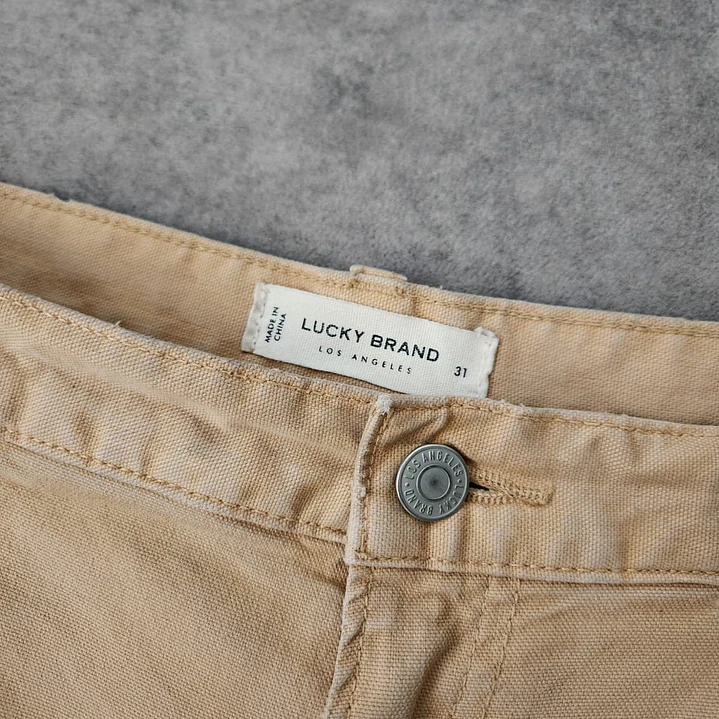 MADE IN
CHINA
LUCKY BRAND
LOS ANGELES
31
LOS ANGELES • LUCKY BRAND •